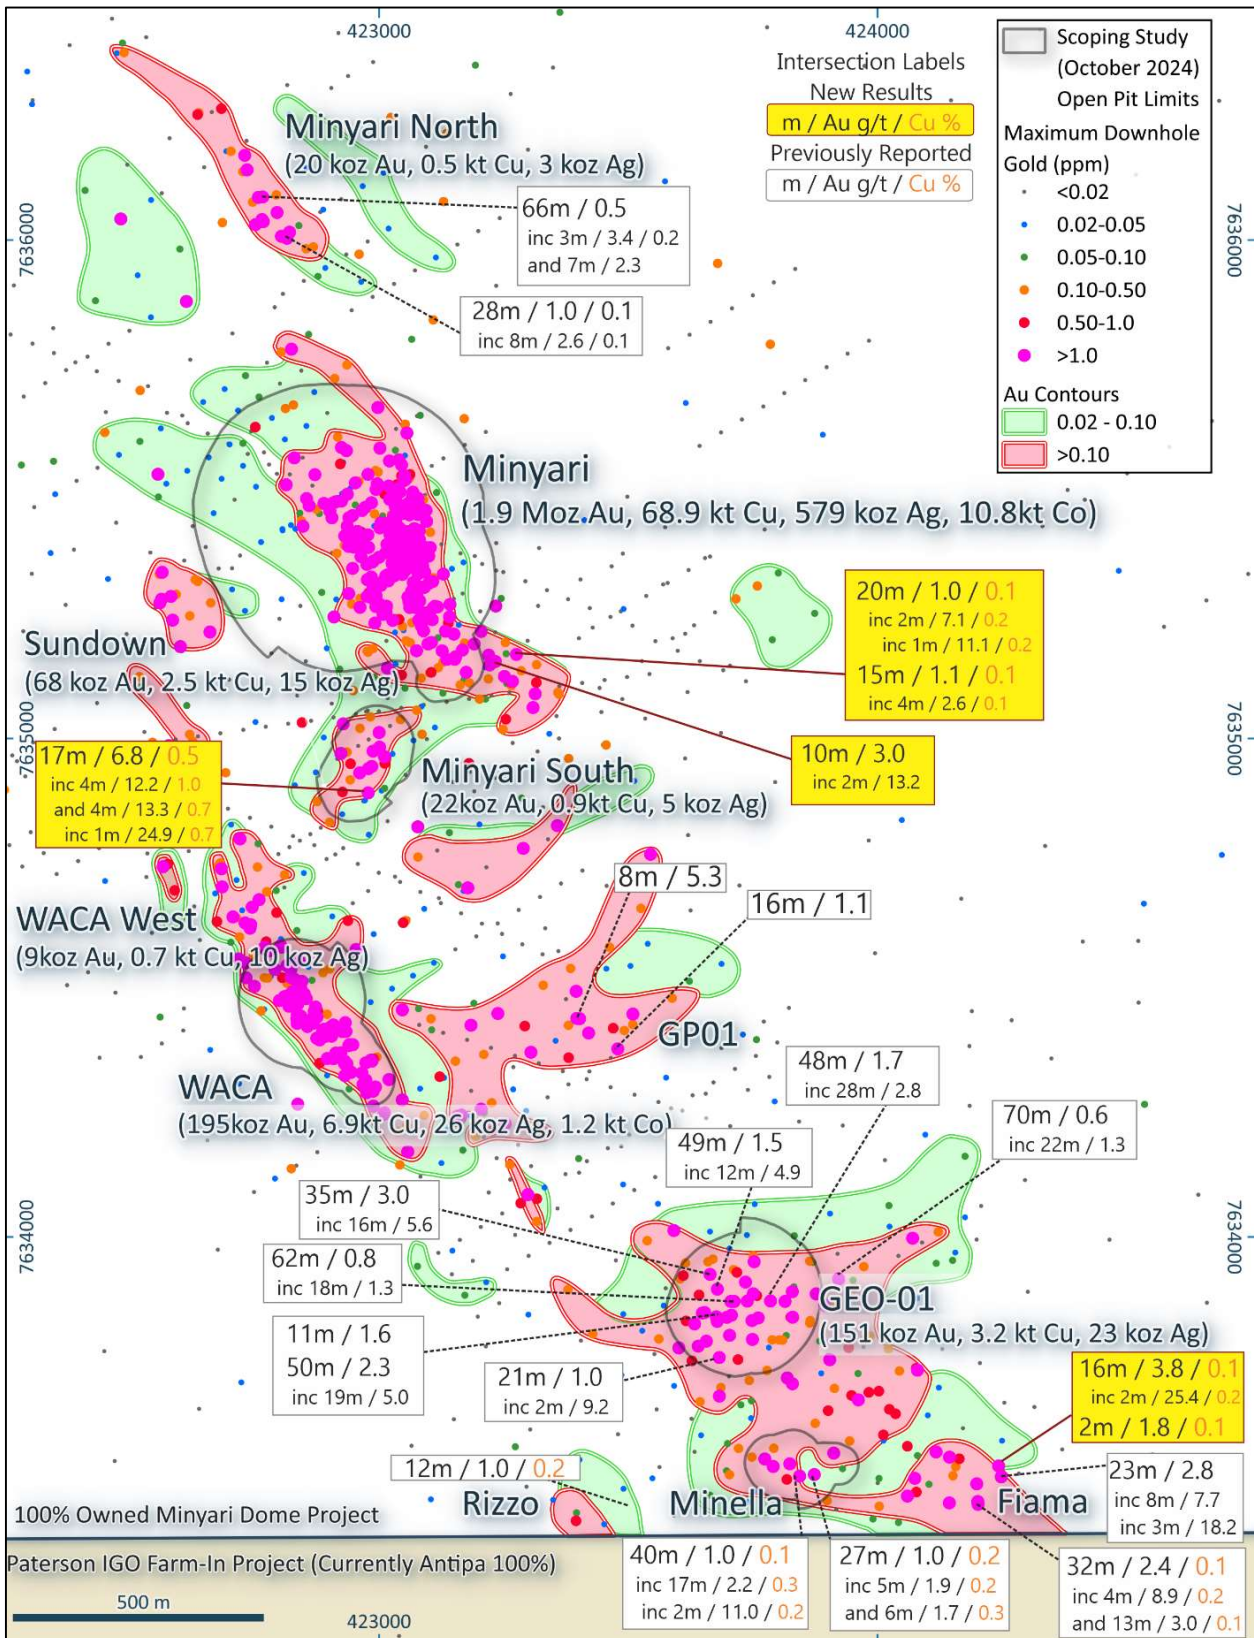 423000
424000
Scoping Study
(October 2024)
Open Pit Limits
Maximum Downhole
Gold (ppm)
<0.02
0.02-0.05
0.05-0.10
0.10-0.50
0.50-1.0
>1.0
Au Contours
0.02 - 0.10
>0.10
Intersection Labels
New Results
m / Au g/t / Cu %
Previously Reported
m / Au g/t / Cu %
Minyari North
(20 koz Au, 0.5 kt Cu, 3 koz Ag)
66m / 0.5
inc 3m / 3.4 / 0.2
and 7m / 2.3
7636000
7636000
28m / 1.0 / 0.1
inc 8m / 2.6 / 0.1
Minyari
(1.9 Moz Au, 68.9 kt Cu, 579 koz Ag, 10.8kt Co)
20m / 1.0 / 0.1
inc 2m / 7.1 / 0.2
inc 1m / 11.1 / 0.2
15m / 1.1 / 0.1
inc 4m / 2.6 / 0.1
Sundown
(68 koz Au, 2.5 kt Cu, 15 koz Ag)
7635000
7635000
17m / 6.8 / 0.5
inc 4m / 12.2 / 1.0
and 4m / 13.3 / 0.7
inc 1m / 24.9 / 0.7
10m / 3.0
inc 2m / 13.2
Minyari South
(22koz Au, 0.9kt Cu, 5 koz Ag)
8m / 5.3
16m / 1.1
WACA West
(9koz Au, 0.7 kt Cu, 10 koz Ag)
GP01
WACA
(195koz Au, 6.9kt Cu, 26 koz Ag, 1.2 kt Co)
48m / 1.7
inc 28m / 2.8
49m / 1.5
inc 12m / 4.9
70m / 0.6
inc 22m / 1.3
35m / 3.0
inc 16m / 5.6
7634000
7634000
62m / 0.8
inc 18m / 1.3
GEO-01
(151 koz Au, 3.2 kt Cu, 23 koz Ag)
11m / 1.6
50m / 2.3
inc 19m / 5.0
21m / 1.0
inc 2m / 9.2
16m / 3.8 / 0.1
inc 2m / 25.4 / 0.2
2m / 1.8 / 0.1
12m / 1.0 / 0.2
23m / 2.8
inc 8m / 7.7
inc 3m / 18.2
Rizzo
Minella
Fiama
100% Owned Minyari Dome Project
Paterson IGO Farm-In Project (Currently Antipa 100%)
40m / 1.0 / 0.1
inc 17m / 2.2 / 0.3
inc 2m / 11.0 / 0.2
27m / 1.0 / 0.2
inc 5m / 1.9 / 0.2
and 6m / 1.7 / 0.3
32m / 2.4 / 0.1
inc 4m / 8.9 / 0.2
and 13m / 3.0 / 0.1
500 m
423000